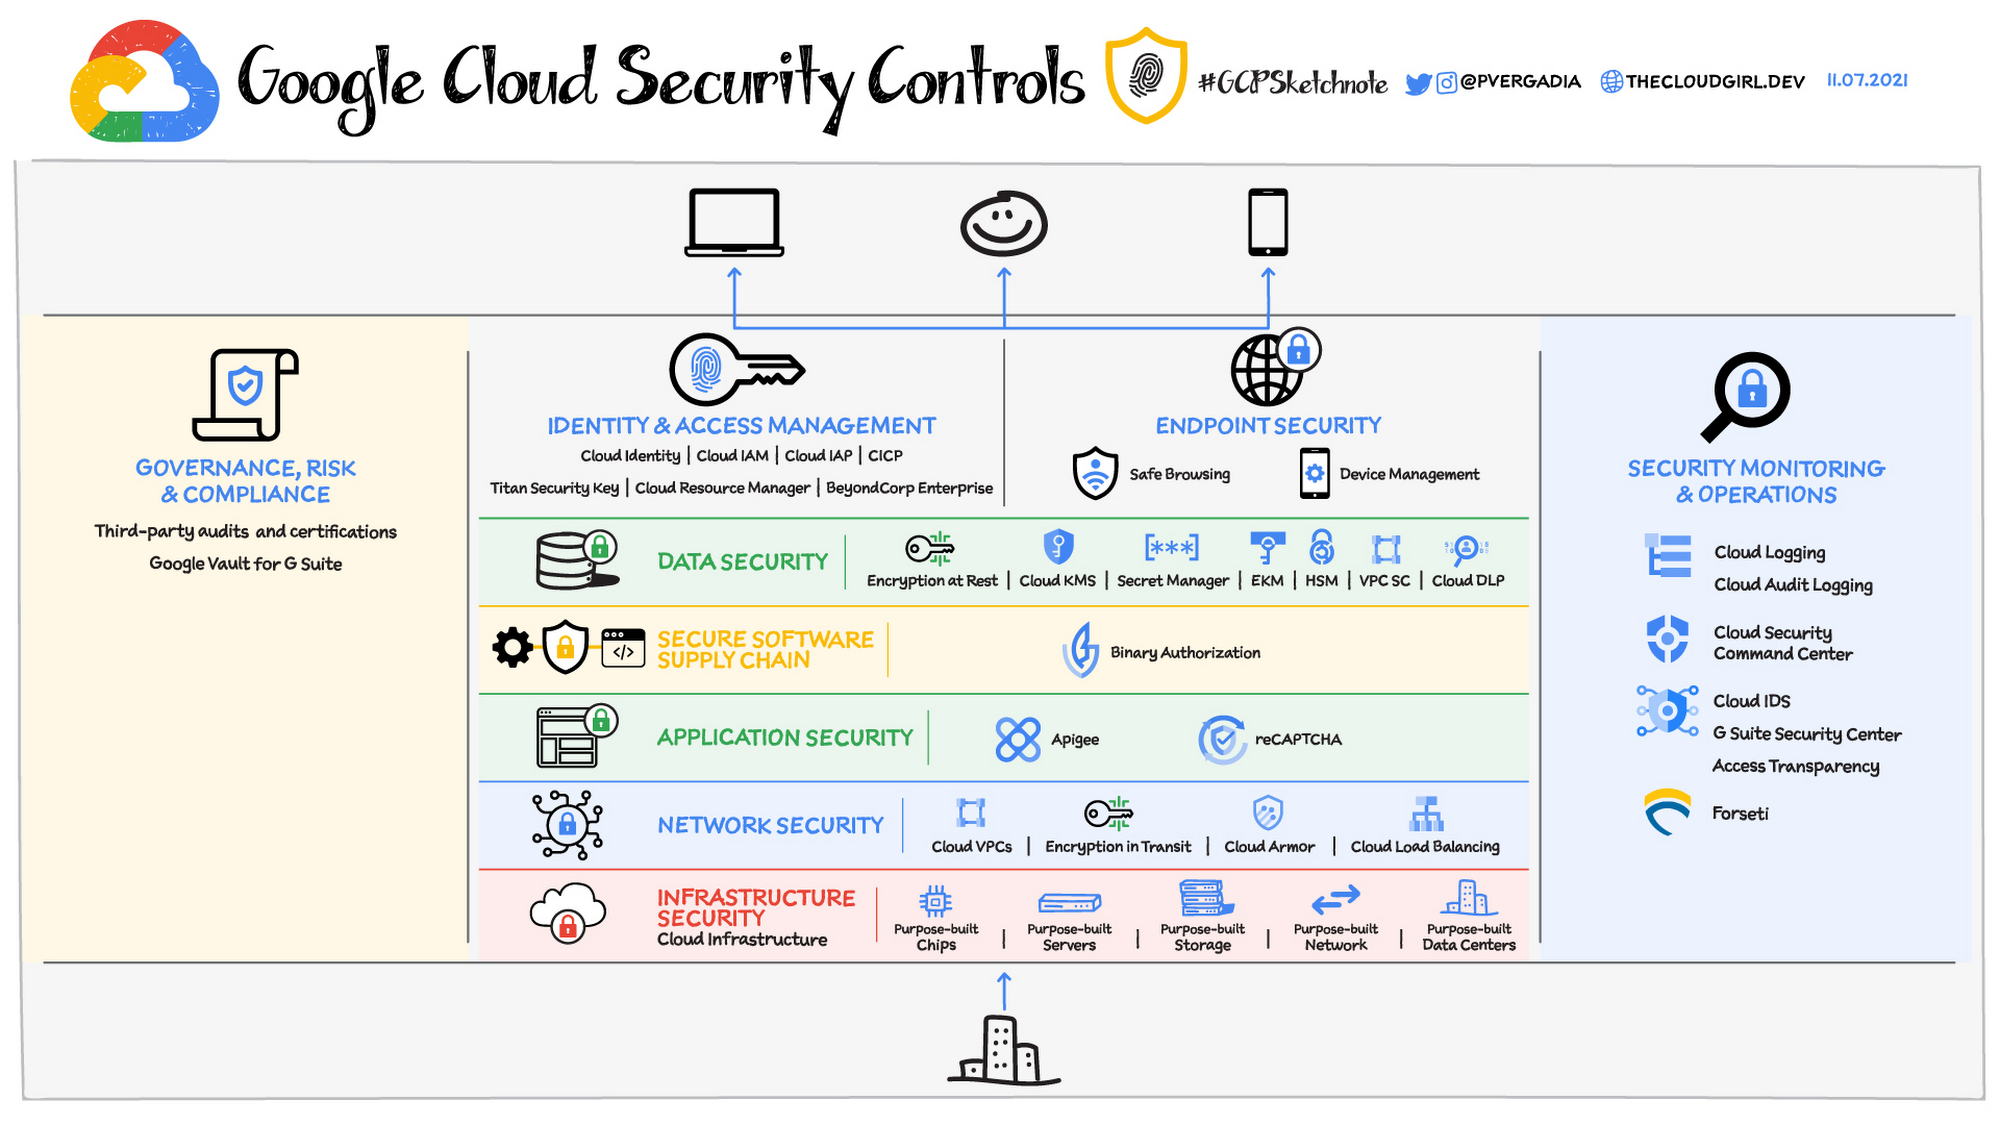 Google Cloud Security Controls
#GCPSketchnote
@PVERGADIA
THECLOUDGIRL.DEV
11.07.2021
GOVERNANCE, RISK
& COMPLIANCE
Third-party audits and certifications
Google Vault for G Suite
IDENTITY & ACCESS MANAGEMENT
Cloud Identity | Cloud IAM | Cloud IAP | CICP
Titan Security Key | Cloud Resource Manager | BeyondCorp Enterprise
ENDPOINT SECURITY
Safe Browsing
Device Management
DATA SECURITY
[***]
Encryption at Rest | Cloud KMS | Secret Manager | EKM | HSM | VPC SC | Cloud DLP
</>
SECURE SOFTWARE
SUPPLY CHAIN
Binary Authorization
APPLICATION SECURITY
Apigee
reCAPTCHA
NETWORK SECURITY
Cloud VPCs | Encryption in Transit | Cloud Armor | Cloud Load Balancing
INFRASTRUCTURE
SECURITY
Cloud Infrastructure
Purpose-built
Chips
Purpose-built
Servers
Purpose-built
Storage
Purpose-built
Network
Purpose-built
Data Centers
SECURITY MONITORING
& OPERATIONS
Cloud Logging
Cloud Audit Logging
Cloud Security
Command Center
Cloud IDS
G Suite Security Center
Access Transparency
Forseti